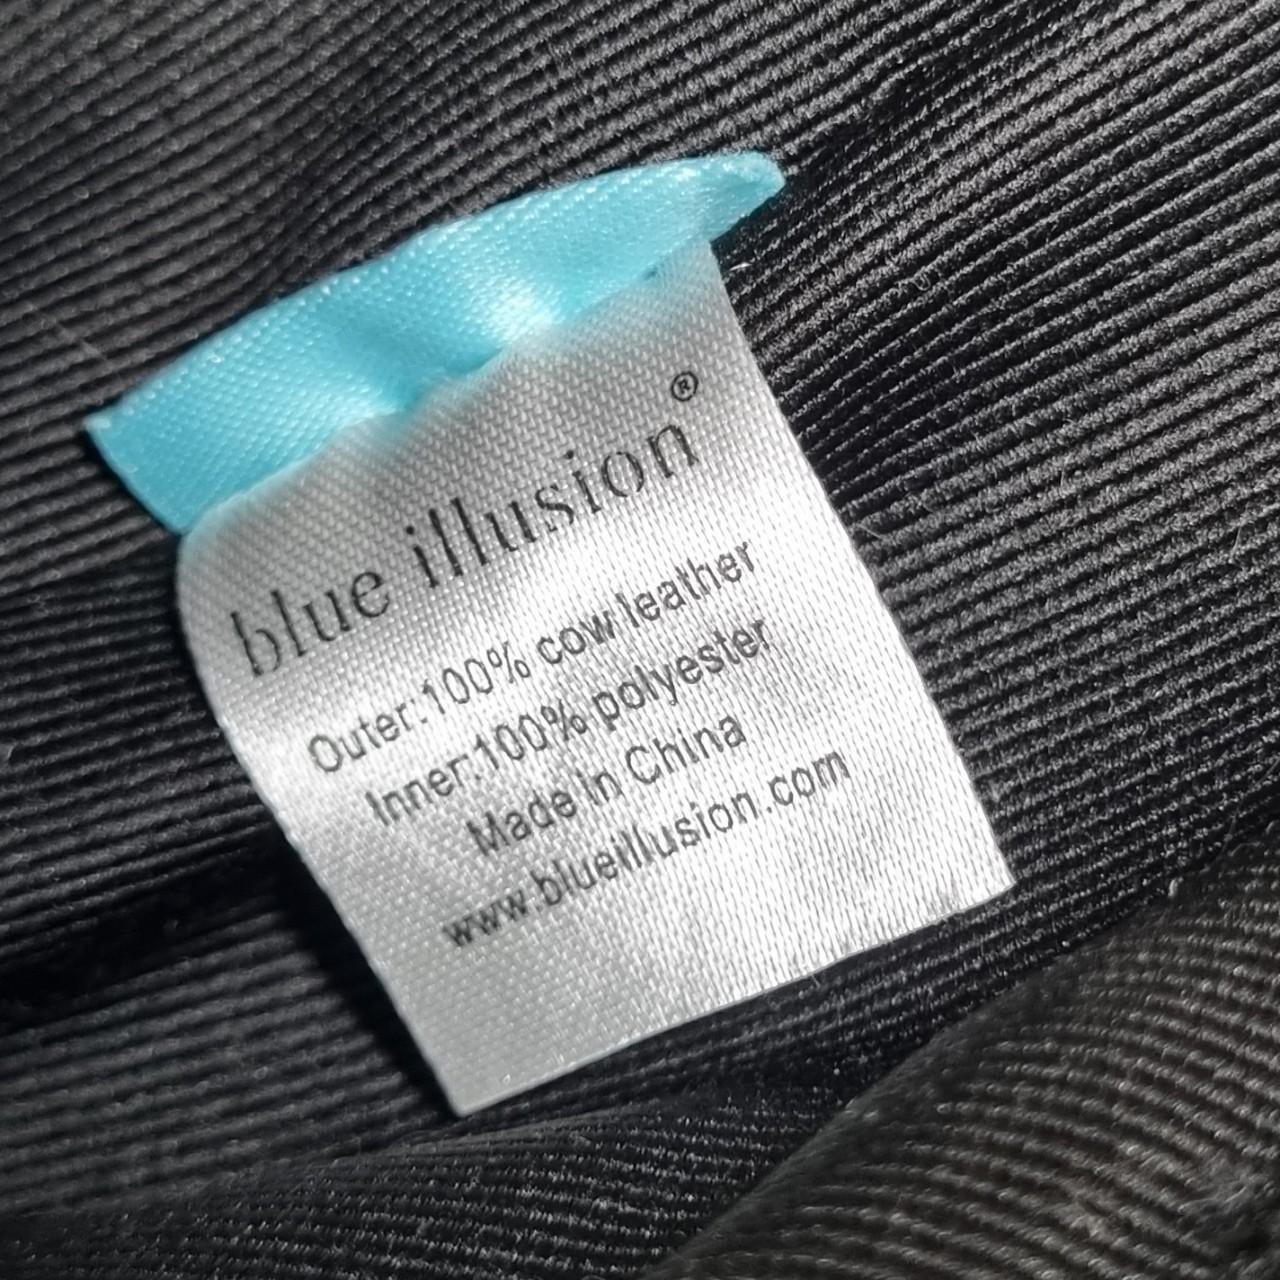 blue illusion®
Outer:100% cow leather
Inner:100% polyester
Made in China
www.blueillusion.com